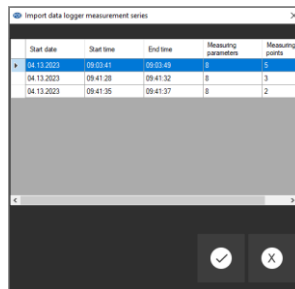 Import data logger measurement series
Start date Start time End time Measuring parameters Measuring points
04.13.2023 09:03:41 09:03:49 8 5
04.13.2023 09:41:28 09:41:32 8 3
04.13.2023 09:41:35 09:41:37 8 2